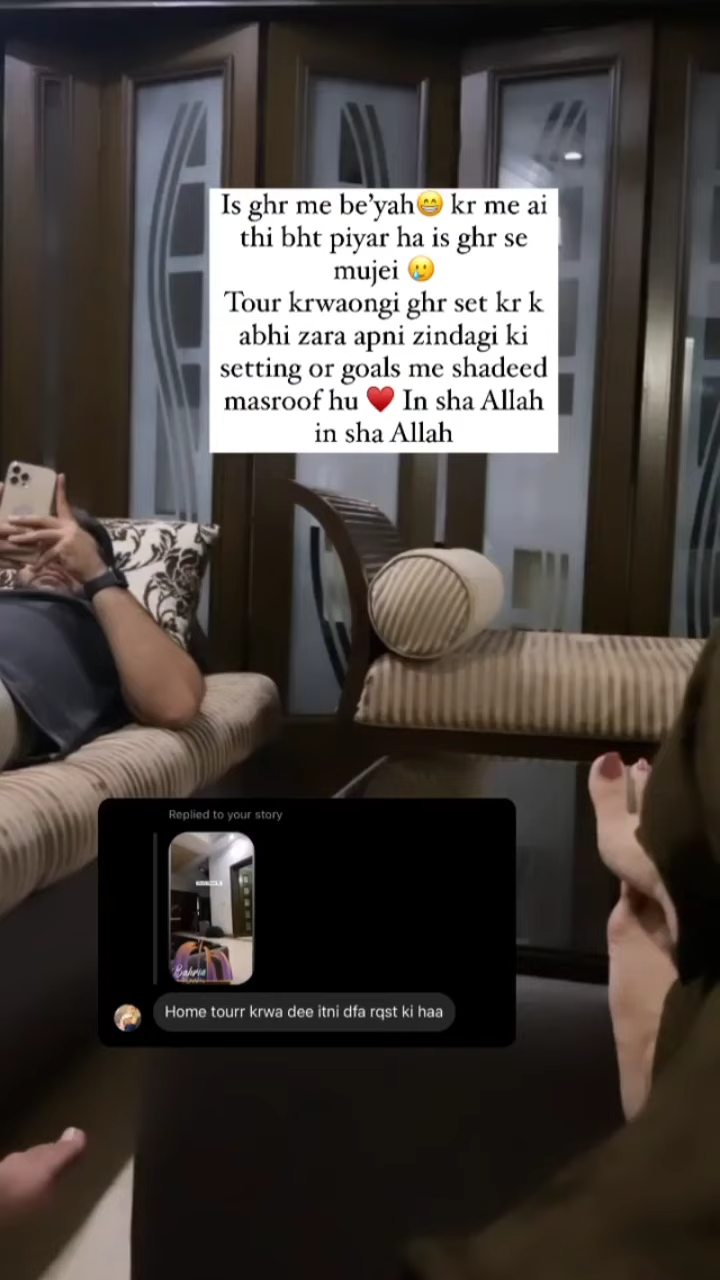 Is ghr me be’yah😁 kr me ai
thi bht piyar ha is ghr se
mujei 🥲
Tour krwaongi ghr set kr k
abhi zara apni zindagi ki
setting or goals me shadeed
masroof hu ♥️ In sha Allah
in sha Allah
Replied to your story
Bahria
Home tourr krwa dee itni dfa rqst ki haa